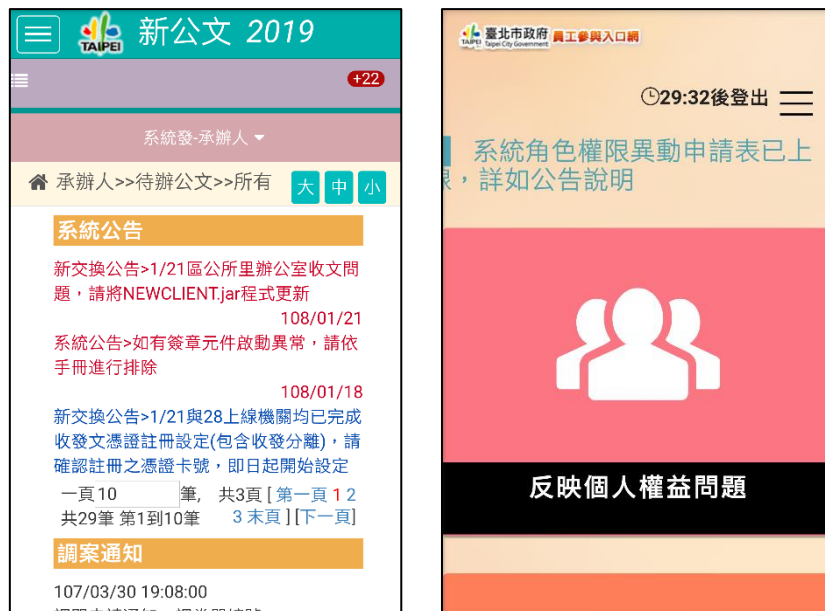 TAIPEI
新公文 2019
+22
系統發-承辦人
承辦人>>待辦公文>>所有 大 中 小
系統公告
新交換公告>1/21區公所里辦公室收文問
題，請將NEWCLIENT.jar程式更新
108/01/21
系統公告>如有簽章元件啟動異常，請依
手冊進行排除
108/01/18
新交換公告>1/21與28上線機關均已完成
收發文憑證註冊設定(包含收發分離)，請
確認註冊之憑證卡號，即日起開始設定
一頁 10 筆, 共3頁 [ 第一頁 1 2
共29筆 第1到10筆 3 末頁 ] [下一頁]
調案通知
107/03/30 19:08:00
TAIPEI 臺北市政府 員工參與入口網
Taipei City Government
29:32後登出
系統角色權限異動申請表已上
，詳如公告說明
反映個人權益問題